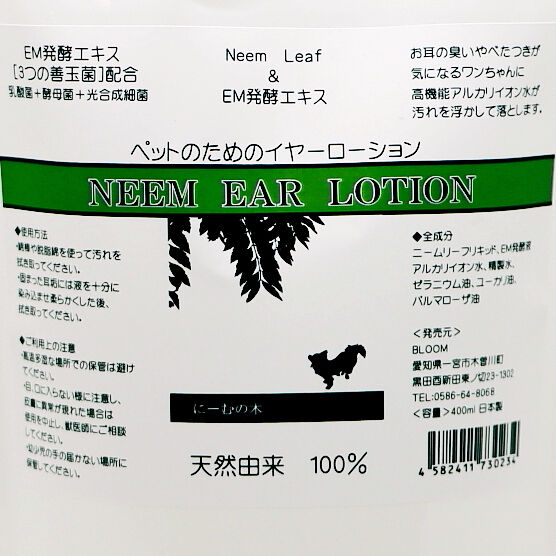 EM発酵エキス
[3つの善玉菌]配合
乳酸菌+酵母菌+光合成細菌
Neem Leaf
&
EM発酵エキス
お耳の臭いやべたつきが
気になるワンちゃんに
高機能アルカリイオン水が
汚れを浮かして落とします。
ペットのためのイヤーローション
NEEM EAR LOTION
◆使用方法
・綿棒や脱脂綿を使って汚れを
拭き取ってください。
・固まった耳垢には液を十分に
染み込ませ柔らかくした後、
拭き取ってください。
◆ご利用上の注意
・高温多湿な場所での保管は避け
てください。
・目、口に入らない様に注意し、
皮膚に異常が現れた場合は
使用を中止し、獣医師にご相談
してください。
・幼少児の手の届かない場所に
保管してください。
にーむの木
天然由来 100%
◆全成分
ニームリーフリキッド、EM発酵液
アルカリイオン水、精製水、
ゼラニウム油、ユーカリ油、
パルマローザ油
<発売元>
BLOOM
愛知県一宮市木曽川町
黒田西新田東ノ切23-1302
TEL:0586-64-8068
<容量>400ml 日本製
4 582411 730234